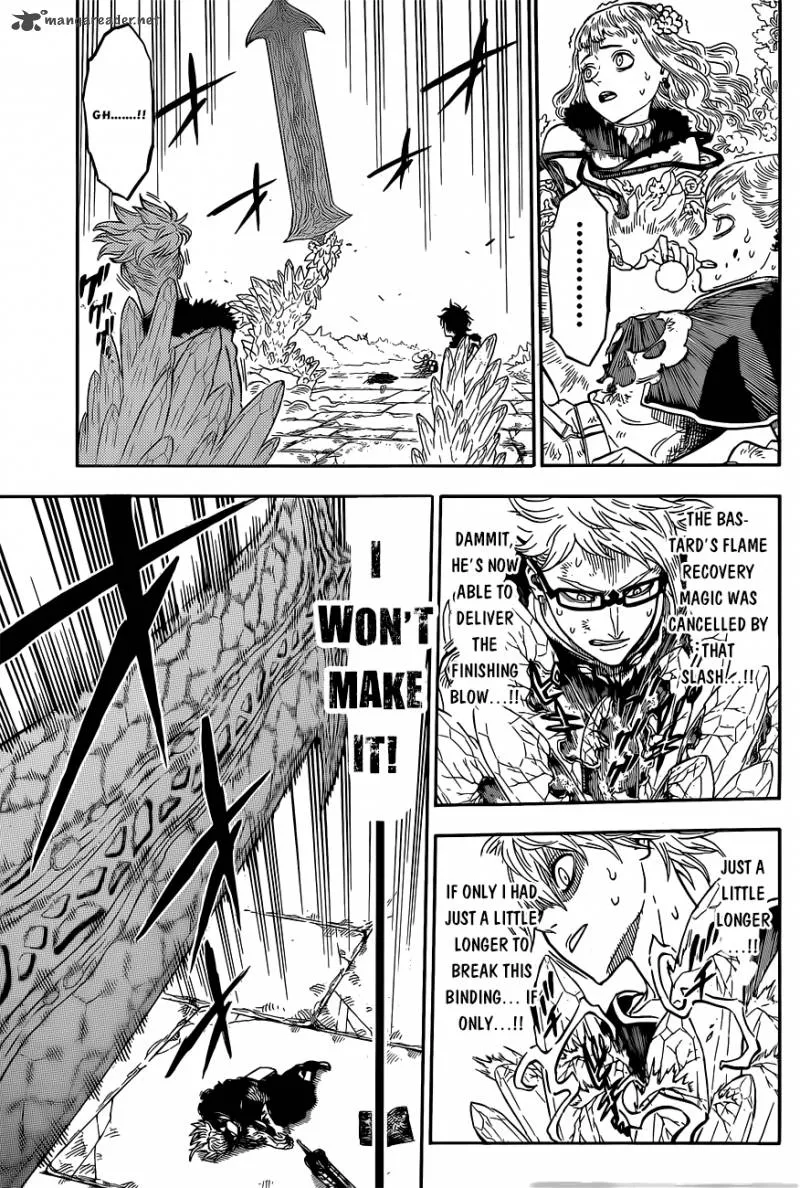 mangareader.net
..........
GH.......!!
THE BAS-
TARD'S FLAME
RECOVERY
MAGIC WAS
CANCELLED BY
THAT
SLASH...!!
DAMMIT,
HE'S NOW
ABLE TO
DELIVER
THE
FINISHING
BLOW...!!
JUST A
LITTLE
LONGER
...!!
IF ONLY I HAD
JUST A LITTLE
LONGER TO
BREAK THIS
BINDING... IF
ONLY...!!
I
WON'T
MAKE
IT!